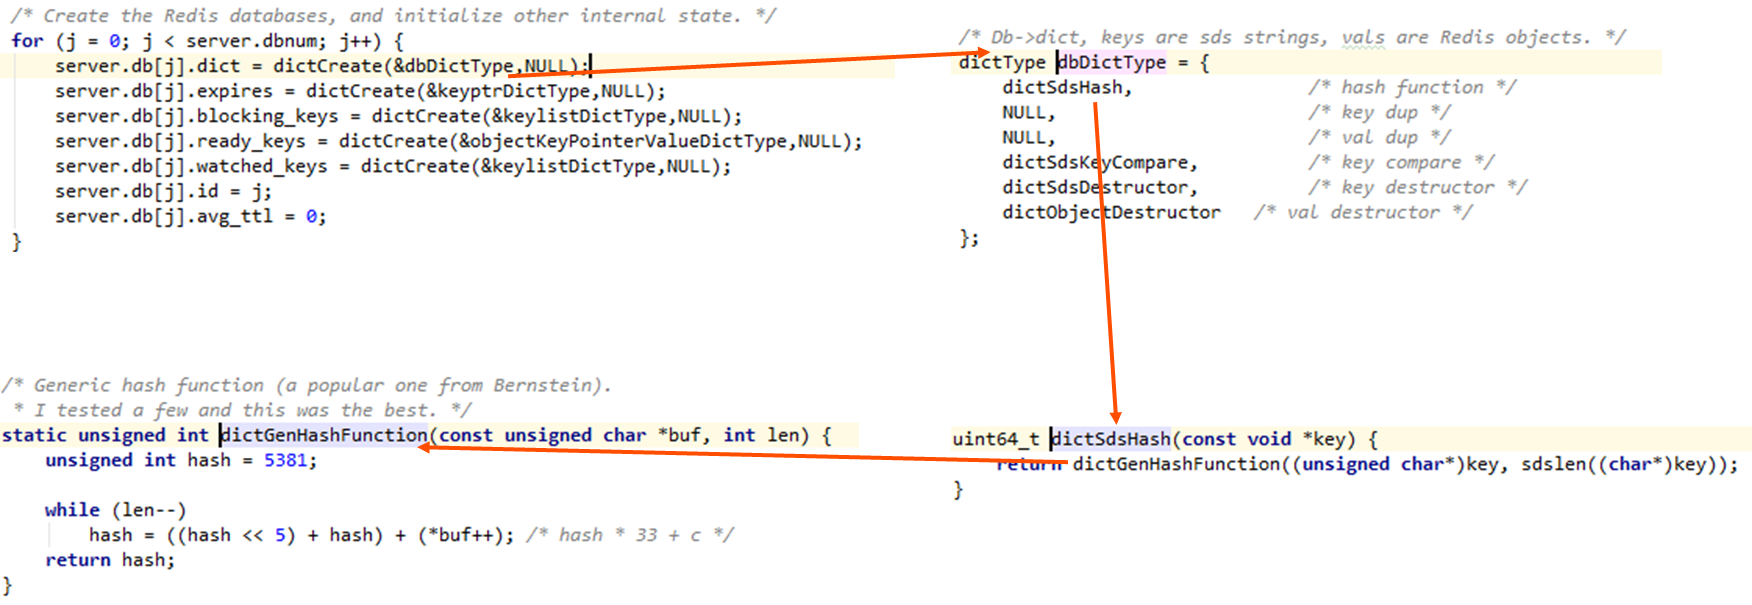 /* Create the Redis databases, and initialize other internal state. */
for (j = 0; j < server.dbnum; j++) {
server.db[j].dict = dictCreate(&dbDictType,NULL);
server.db[j].expires = dictCreate(&keyptrDictType,NULL);
server.db[j].blocking_keys = dictCreate(&keylistDictType,NULL);
server.db[j].ready_keys = dictCreate(&objectKeyPointerValueDictType,NULL);
server.db[j].watched_keys = dictCreate(&keylistDictType,NULL);
server.db[j].id = j;
server.db[j].avg_ttl = 0;
}
/* Db->dict, keys are sds strings, vals are Redis objects. */
dictType dbDictType = {
dictSdsHash, /* hash function */
NULL, /* key dup */
NULL, /* val dup */
dictSdsKeyCompare, /* key compare */
dictSdsDestructor, /* key destructor */
dictObjectDestructor /* val destructor */
};
/* Generic hash function (a popular one from Bernstein).
* I tested a few and this was the best. */
static unsigned int dictGenHashFunction(const unsigned char *buf, int len) {
unsigned int hash = 5381;
while (len--)
hash = ((hash << 5) + hash) + (*buf++); /* hash * 33 + c */
return hash;
}
uint64_t dictSdsHash(const void *key) {
return dictGenHashFunction((unsigned char*)key, sdslen((char*)key));
}